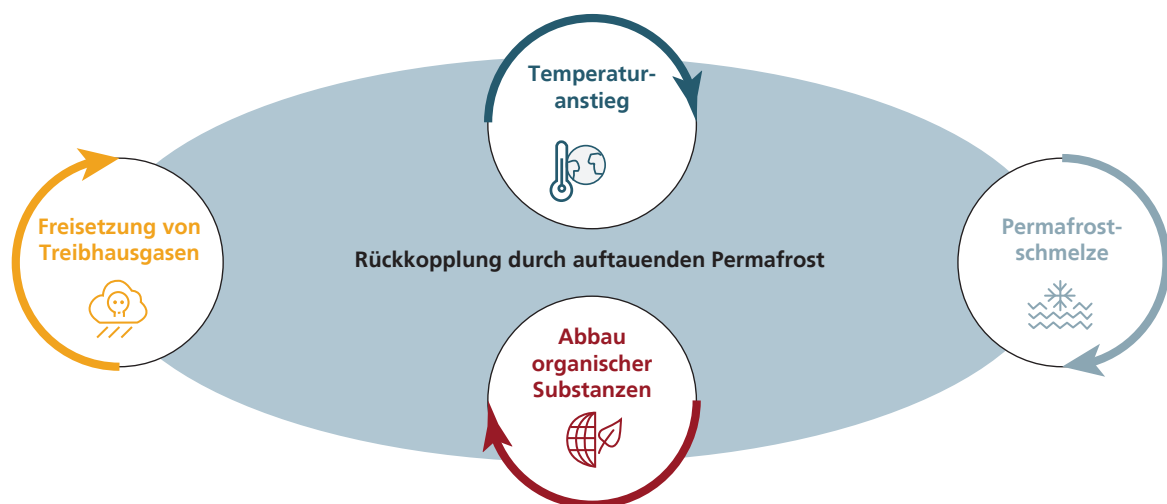 Temperatur-
anstieg
Freisetzung von
Treibhausgasen
Permafrost-
schmelze
Rückkopplung durch auftauenden Permafrost
Abbau
organischer
Substanzen